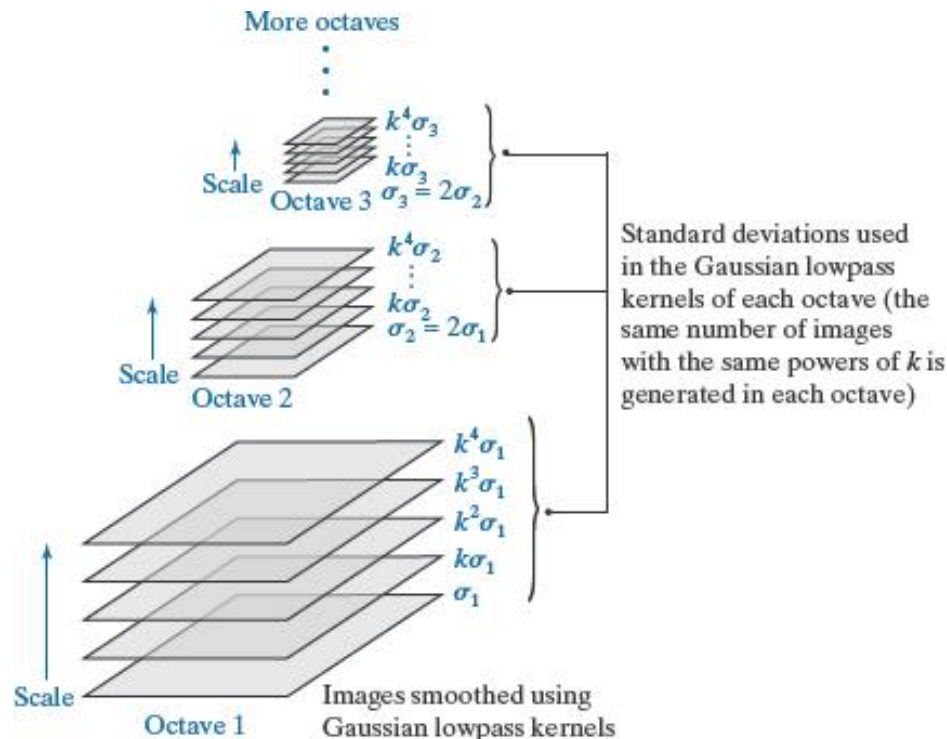 More octaves
k⁴σ₃
⋮
kσ₃
σ₃ = 2σ₂
Scale
Octave 3
k⁴σ₂
⋮
kσ₂
σ₂ = 2σ₁
Scale
Octave 2
Standard deviations used
in the Gaussian lowpass
kernels of each octave (the
same number of images
with the same powers of k is
generated in each octave)
k⁴σ₁
k³σ₁
k²σ₁
kσ₁
σ₁
Scale
Octave 1
Images smoothed using
Gaussian lowpass kernels